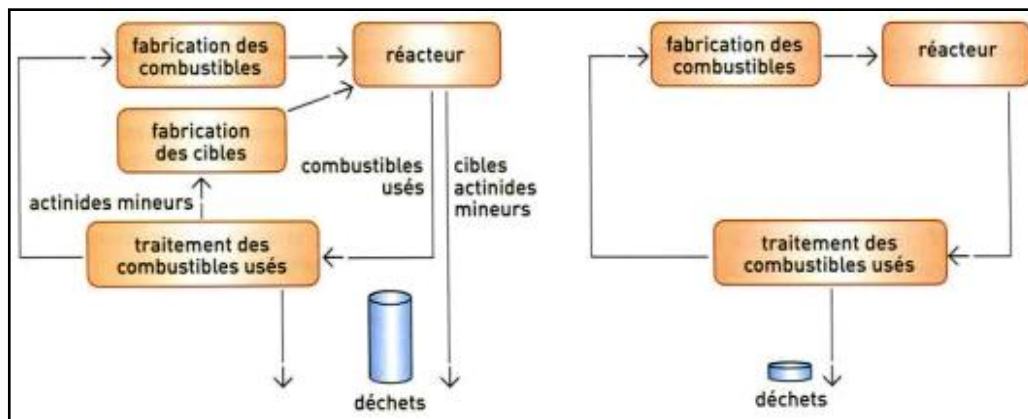 fabrication des
combustibles
réacteur
fabrication
des cibles
combustibles
usés
cibles
actinides
mineurs
actinides mineurs
traitement des
combustibles usés
déchets
fabrication des
combustibles
réacteur
traitement des
combustibles usés
déchets